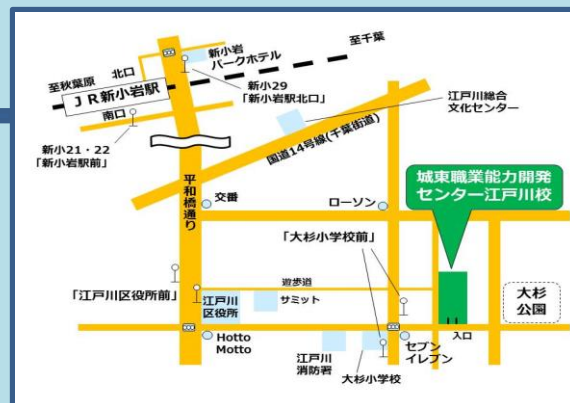 至千葉
新小岩
パークホテル
北口
至秋葉原
JR新小岩駅
新小29
「新小岩駅北口」
江戸川総合
文化センター
南口
国道14号線(千葉街道)
新小21・22
「新小岩駅前」
城東職業能力開発
センター江戸川校
平和橋通り
交番
ローソン
「大杉小学校前」
遊歩道
「江戸川区役所前」
江戸川
区役所
サミット
大杉
公園
入口
Hotto
Motto
江戸川
消防署
大杉小学校
セブン
イレブン